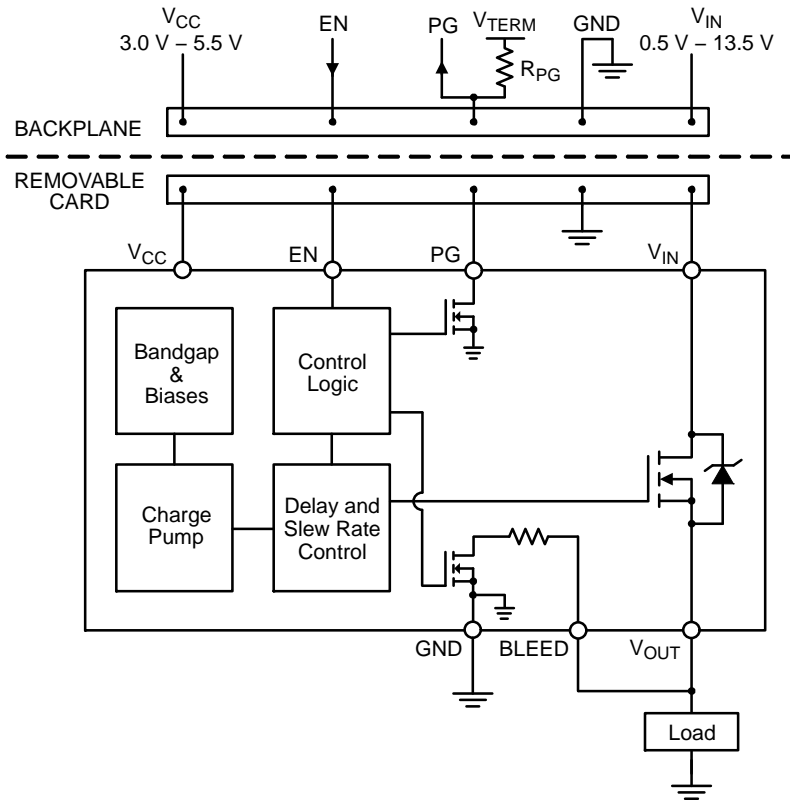 VCC
3.0 V – 5.5 V
EN
PG
VTERM
RPG
GND
VIN
0.5 V – 13.5 V
BACKPLANE
REMOVABLE
CARD
VCC
EN
PG
VIN
Bandgap
&
Biases
Control
Logic
Charge
Pump
Delay and
Slew Rate
Control
GND
BLEED
VOUT
Load